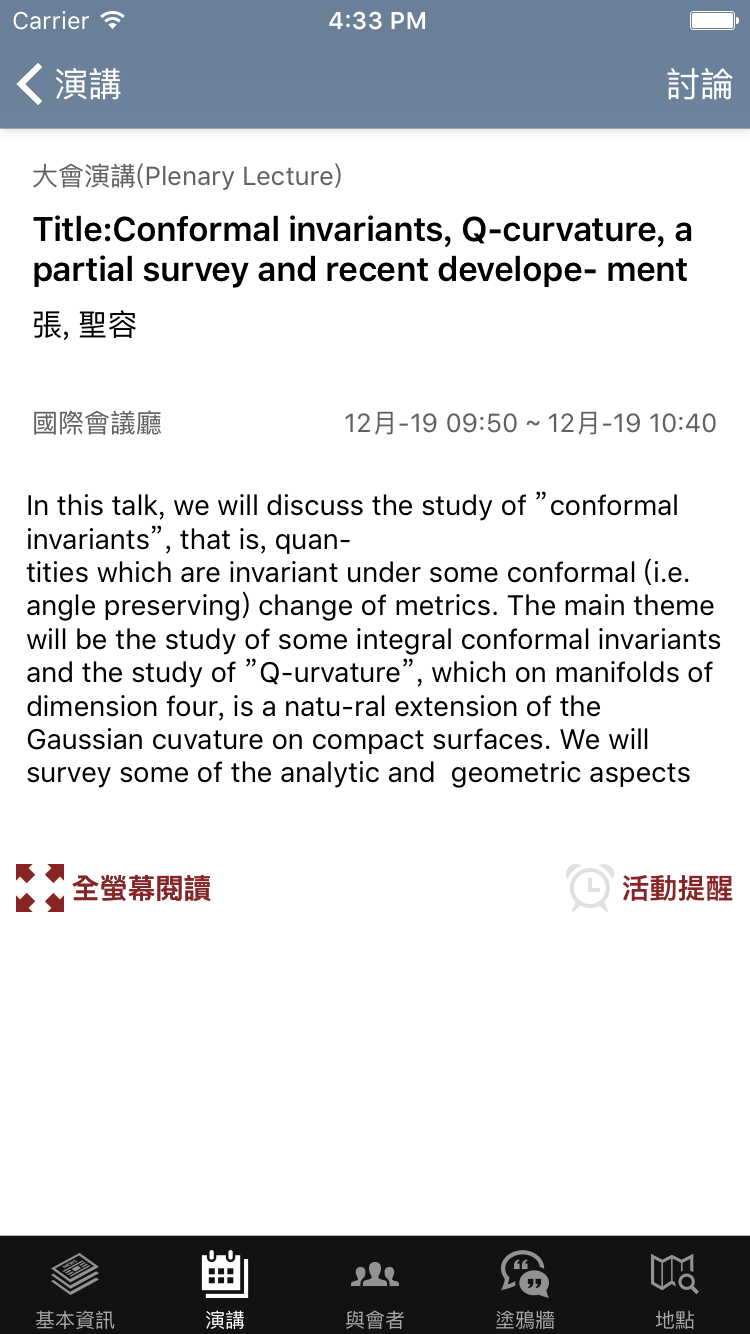 Carrier 4:33 PM
演講 討論
大會演講(Plenary Lecture)
Title:Conformal invariants, Q-curvature, a
partial survey and recent develope- ment
張, 聖容
國際會議廳 12月-19 09:50 ~ 12月-19 10:40
In this talk, we will discuss the study of ”conformal
invariants”, that is, quan-
tities which are invariant under some conformal (i.e.
angle preserving) change of metrics. The main theme
will be the study of some integral conformal invariants
and the study of ”Q-urvature”, which on manifolds of
dimension four, is a natu-ral extension of the
Gaussian cuvature on compact surfaces. We will
survey some of the analytic and  geometric aspects
全螢幕閱讀 活動提醒
基本資訊 演講 與會者 塗鴉牆 地點